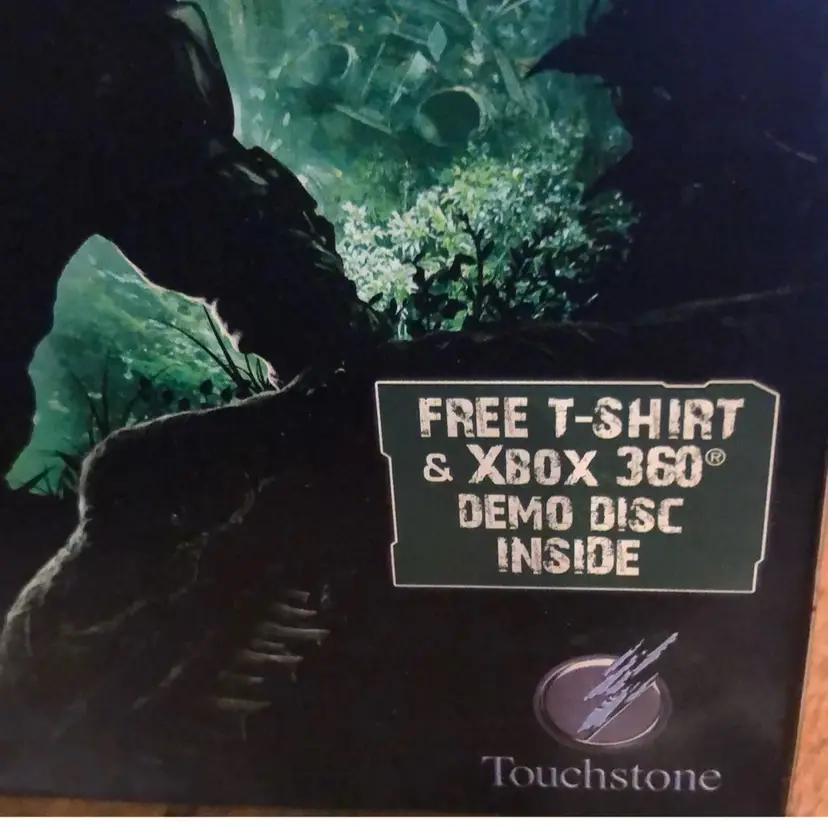 FREE T-SHIRT
& XBOX 360®
DEMO DISC
INSIDE
Touchstone